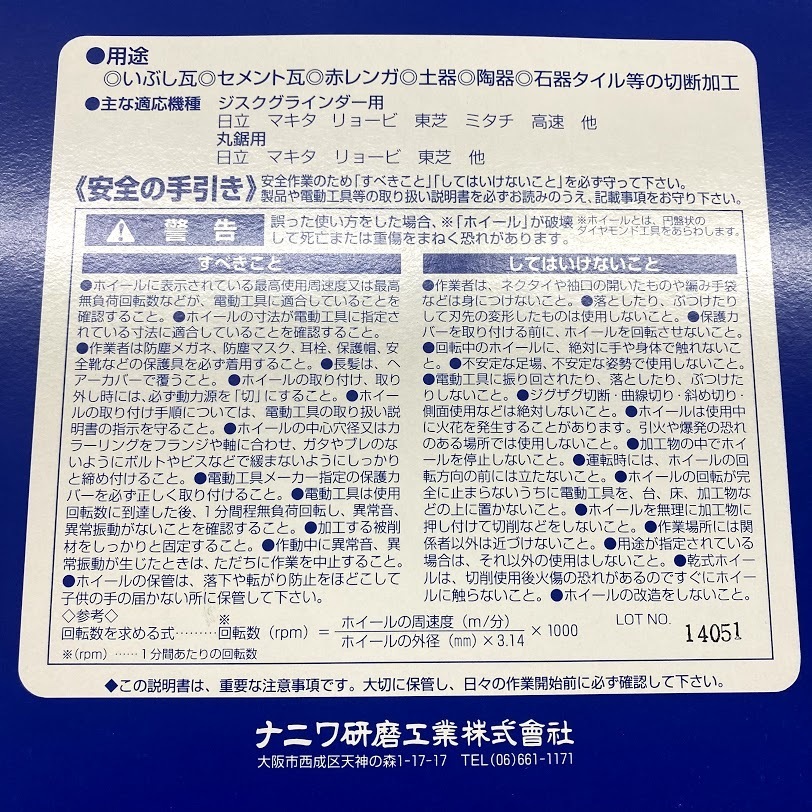 ●用途
◎いぶし瓦◎セメント瓦◎赤レンガ◎土器◎陶器◎石器タイル等の切断加工
●主な適応機種 ジスクグラインダー用
日立 マキタ リョービ 東芝 ミタチ 高速 他
丸鋸用
日立 マキタ リョービ 東芝 他
《安全の手引き》
安全作業のため「すべきこと」「してはいけないこと」を必ず守って下さい。
製品や電動工具等の取り扱い説明書を必ずお読みのうえ、記載事項をお守り下さい。
警告
誤った使い方をした場合、※「ホイール」が破壊
して死亡または重傷をまねく恐れがあります。
※ホイールとは、円盤状の
ダイヤモンド工具をあらわします。
すべきこと
●ホイールに表示されている最高使用周速度又は最高
無負荷回転数などが、電動工具に適合していることを
確認すること。●ホイールの寸法が電動工具に指定さ
れている寸法に適合していることを確認すること。
●作業者は防塵メガネ、防塵マスク、耳栓、保護帽、安
全靴などの保護具を必ず着用すること。●長髪は、ヘ
アーカバーで覆うこと。●ホイールの取り付け、取り
外し時には、必ず動力源を「切」にすること。●ホイー
ルの取り付け手順については、電動工具の取り扱い説
明書の指示を守ること。●ホイールの中心穴径又はカ
ラーリングをフランジや軸に合わせ、ガタやブレのな
いようにボルトやビスなどで緩まないようにしっかり
と締め付けること。●電動工具メーカー指定の保護カ
バーを必ず正しく取り付けること。●電動工具は使用
回転数に到達した後、1分間程無負荷回転し、異常音、
異常振動がないことを確認すること。●加工する被削
材をしっかりと固定すること。●作動中に異常音、異
常振動が生じたときは、ただちに作業を中止すること。
●ホイールの保管は、落下や転がり防止をほどこして
子供の手の届かない所に保管して下さい。
してはいけないこと
●作業者は、ネクタイや袖口の開いたものや編み手袋
などは身につけないこと。●落としたり、ぶつけたり
して刃先の変形したものは使用しないこと。●保護カ
バーを取り付ける前に、ホイールを回転させないこと。
●回転中のホイールに、絶対に手や身体で触れないこ
と。●不安定な足場、不安定な姿勢で使用しないこと。
●電動工具に振り回されたり、落としたり、ぶつけた
りしないこと。●ジグザグ切断・曲線切り・斜め切り・
側面使用などは絶対しないこと。●ホイールは使用中
に火花を発生することがあります。引火や爆発の恐れ
のある場所では使用しないこと。●加工物の中でホイ
ールを停止しないこと。●運転時には、ホイールの回
転方向の前には立たないこと。●ホイールの回転が完
全に止まらないうちに電動工具を、台、床、加工物な
どの上に置かないこと。●ホイールを無理に加工物に
押し付けて切削などをしないこと。●作業場所には関
係者以外は近づけないこと。●用途が指定されている
場合は、それ以外の使用はしないこと。●乾式ホイー
ルは、切削使用後火傷の恐れがあるのですぐにホイー
ルに触らないこと。●ホイールの改造をしないこと。
◇参考◇
回転数を求める式………※回転数(rpm)=ホイールの周速度(m/分)/ホイールの外径(mm)×3.14×1000
※(rpm)……1分間あたりの回転数
LOT NO. 14051
◆この説明書は、重要な注意事項です。大切に保管し、日々の作業開始前に必ず確認して下さい。
ナニワ研磨工業株式會社
大阪市西成区天神の森1-17-17 TEL(06)661-1171